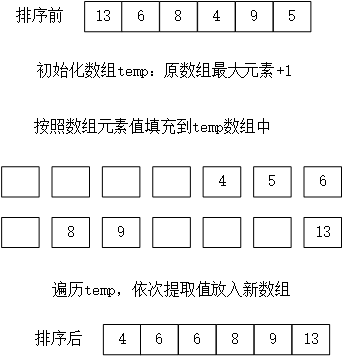 排序前 13 6 8 4 9 5
初始化数组temp：原数组最大元素+1
按照数组元素值填充到temp数组中
4 5 6
8 9 13
遍历temp，依次提取值放入新数组
排序后 4 6 6 8 9 13